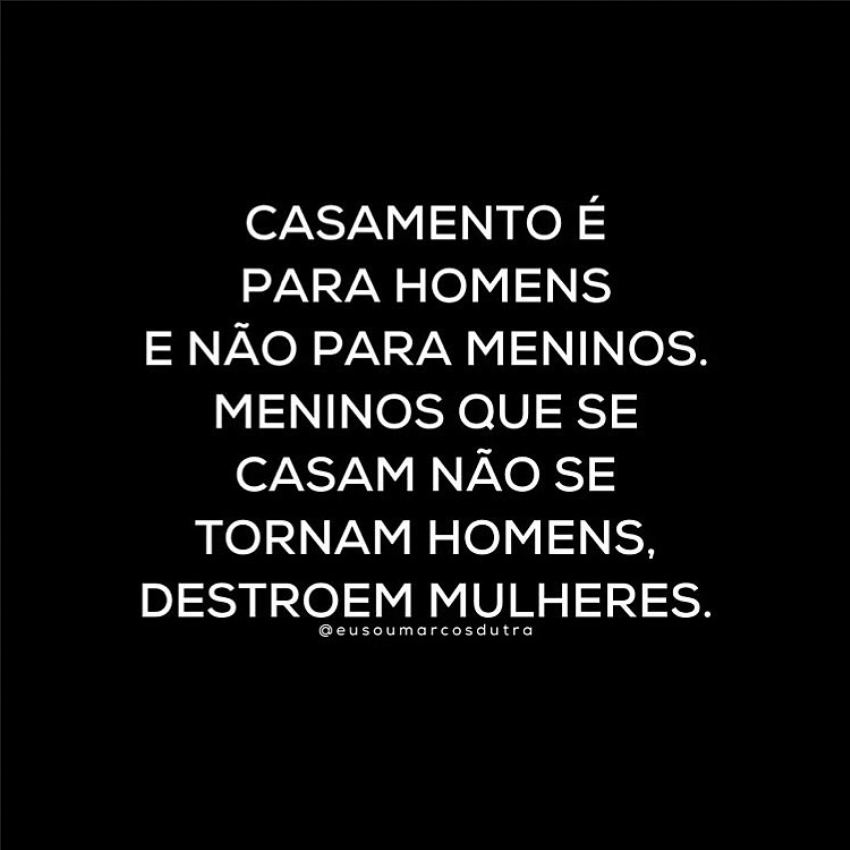 CASAMENTO É
PARA HOMENS
E NÃO PARA MENINOS.
MENINOS QUE SE
CASAM NÃO SE
TORNAM HOMENS,
DESTROEM MULHERES.
@eusoumarcosdutra